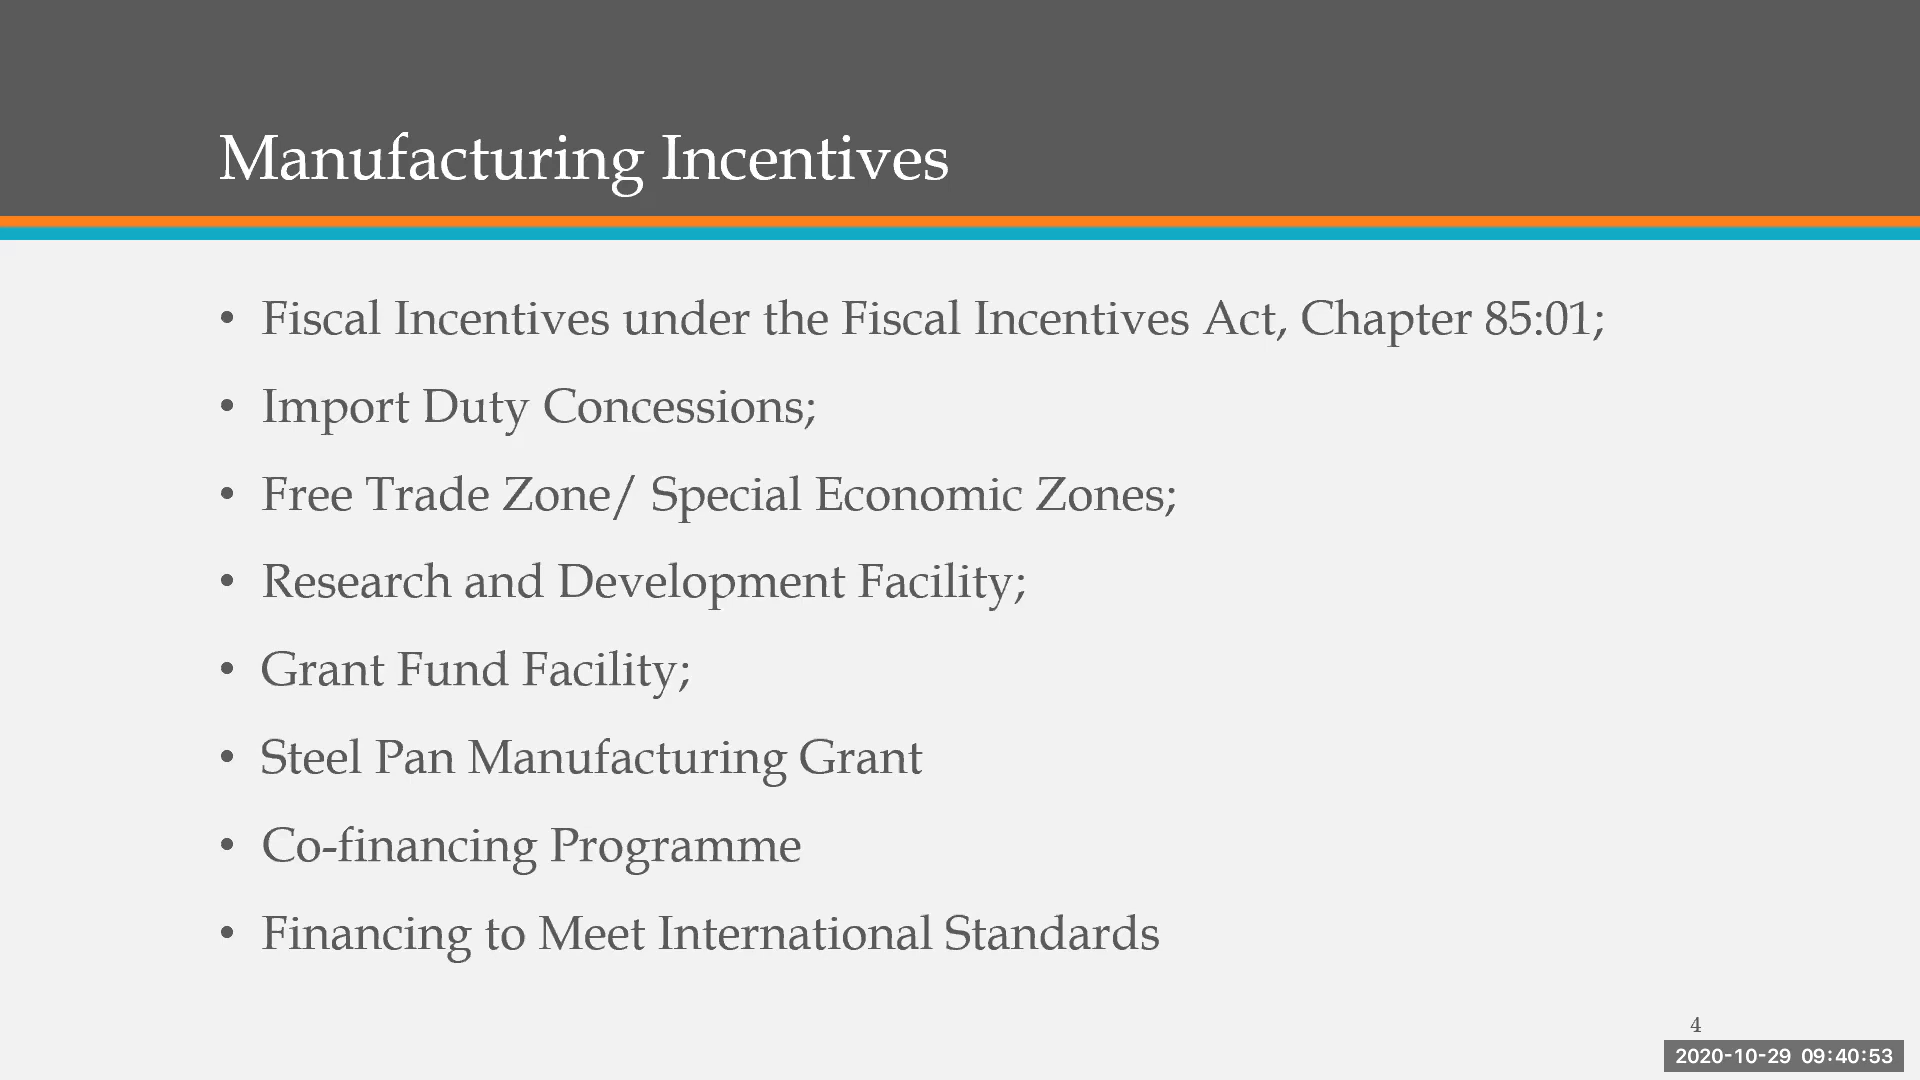 Manufacturing Incentives
• Fiscal Incentives under the Fiscal Incentives Act, Chapter 85:01;
• Import Duty Concessions;
• Free Trade Zone/ Special Economic Zones;
• Research and Development Facility;
• Grant Fund Facility;
• Steel Pan Manufacturing Grant
• Co-financing Programme
• Financing to Meet International Standards
4
2020-10-29 09:40:53